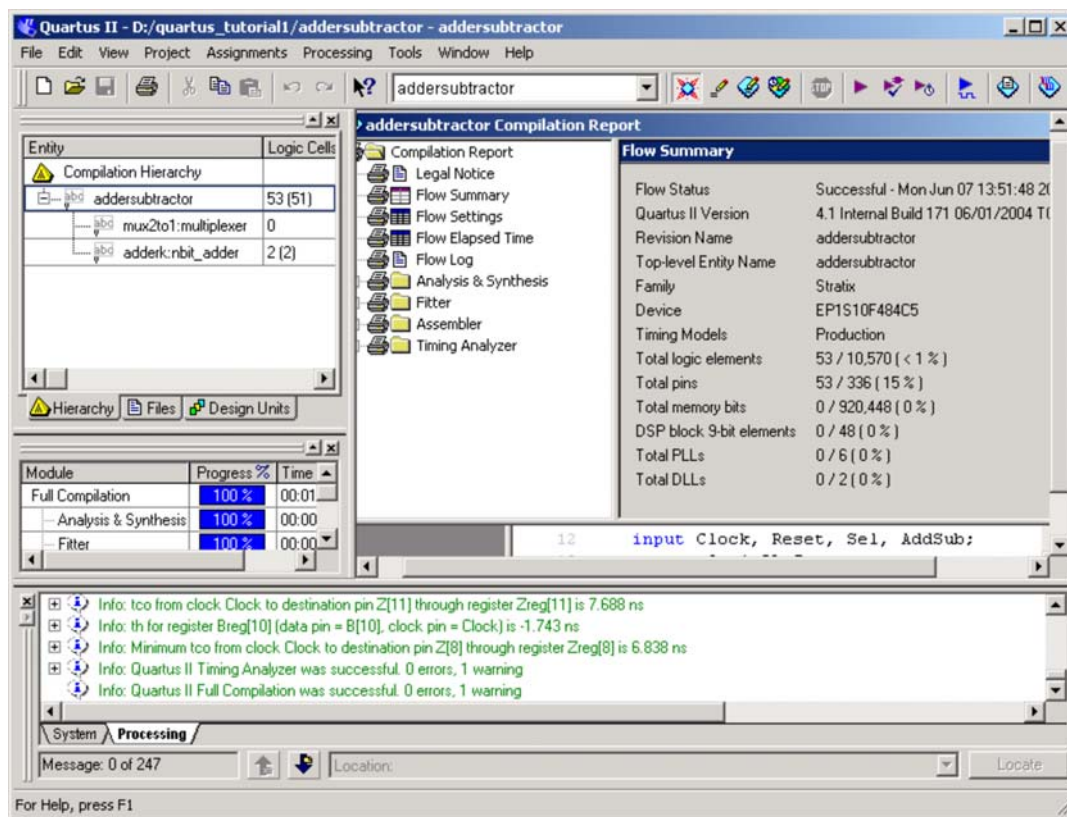 Quartus II - D:/quartus_tutorial1/addersubtractor - addersubtractor
File Edit View Project Assignments Processing Tools Window Help
addersubtractor
STOP
Entity Logic Cells
Compilation Hierarchy
addersubtractor 53 (51)
mux2to1:multiplexer 0
adderk:nbit_adder 2 (2)
Hierarchy Files Design Units
Module Progress % Time
Full Compilation 100 % 00:01
Analysis & Synthesis 100 % 00:00
Fitter 100 % 00:00
addersubtractor Compilation Report
Compilation Report
Legal Notice
Flow Summary
Flow Settings
Flow Elapsed Time
Flow Log
Analysis & Synthesis
Fitter
Assembler
Timing Analyzer
Flow Summary
Flow Status Successful - Mon Jun 07 13:51:48 20
Quartus II Version 4.1 Internal Build 171 06/01/2004
Revision Name addersubtractor
Top-level Entity Name addersubtractor
Family Stratix
Device EP1S10F484C5
Timing Models Production
Total logic elements 53 / 10,570 ( < 1 % )
Total pins 53 / 336 ( 15 % )
Total memory bits 0 / 920,448 ( 0 % )
DSP block 9-bit elements 0 / 48 ( 0 % )
Total PLLs 0 / 6 ( 0 % )
Total DLLs 0 / 2 ( 0 % )
12 input Clock, Reset, Sel, AddSub;
Info: tco from clock Clock to destination pin Z[11] through register Zreg[11] is 7.688 ns
Info: th for register Breg[10] (data pin = B[10], clock pin = Clock) is -1.743 ns
Info: Minimum tco from clock Clock to destination pin Z[8] through register Zreg[8] is 6.838 ns
Info: Quartus II Timing Analyzer was successful. 0 errors, 1 warning
Info: Quartus II Full Compilation was successful. 0 errors, 1 warning
System Processing
Message: 0 of 247 Location: Locate
For Help, press F1